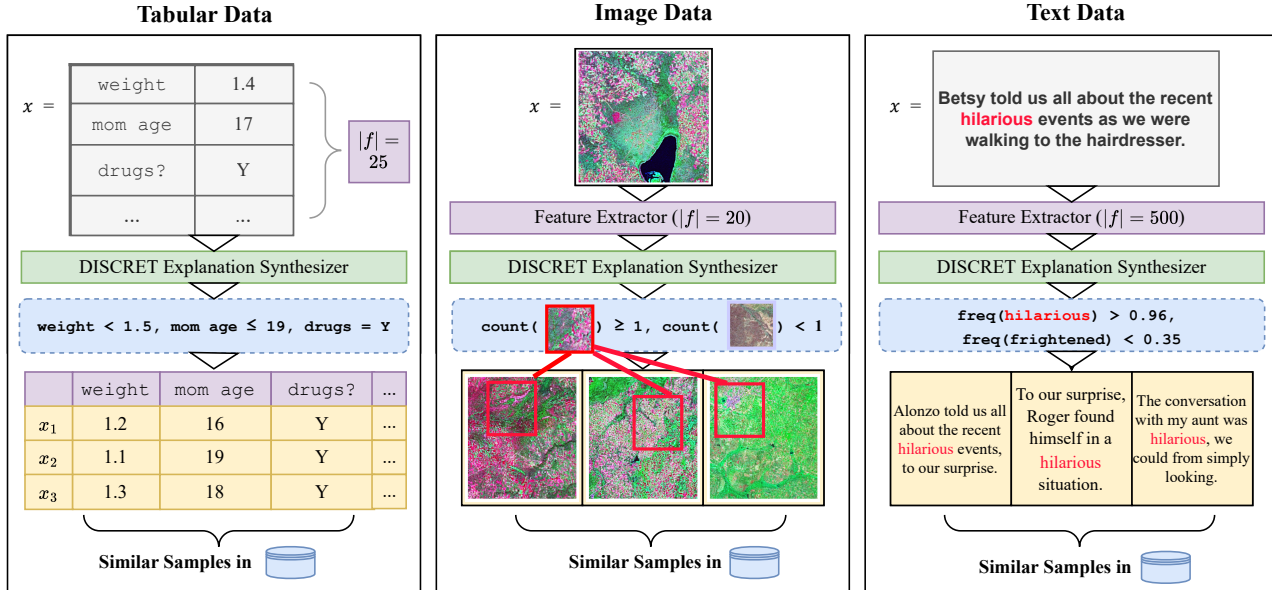 Tabular Data
x =
weight 1.4
mom age 17
drugs? Y
... ...
|f| =
25
DISCRET Explanation Synthesizer
weight < 1.5, mom age ≤ 19, drugs = Y
weight mom age drugs? ...
x1 1.2 16 Y ...
x2 1.1 19 Y ...
x3 1.3 18 Y ...
Similar Samples in
Image Data
x =
Feature Extractor (|f| = 20)
DISCRET Explanation Synthesizer
count( ) ≥ 1, count( ) < 1
Similar Samples in
Text Data
x =
Betsy told us all about the recent
hilarious events as we were
walking to the hairdresser.
Feature Extractor (|f| = 500)
DISCRET Explanation Synthesizer
freq(hilarious) > 0.96,
freq(frightened) < 0.35
Alonzo told us all
about the recent
hilarious events,
to our surprise.
To our surprise,
Roger found
himself in a
hilarious
situation.
The conversation
with my aunt was
hilarious, we
could from simply
looking.
Similar Samples in